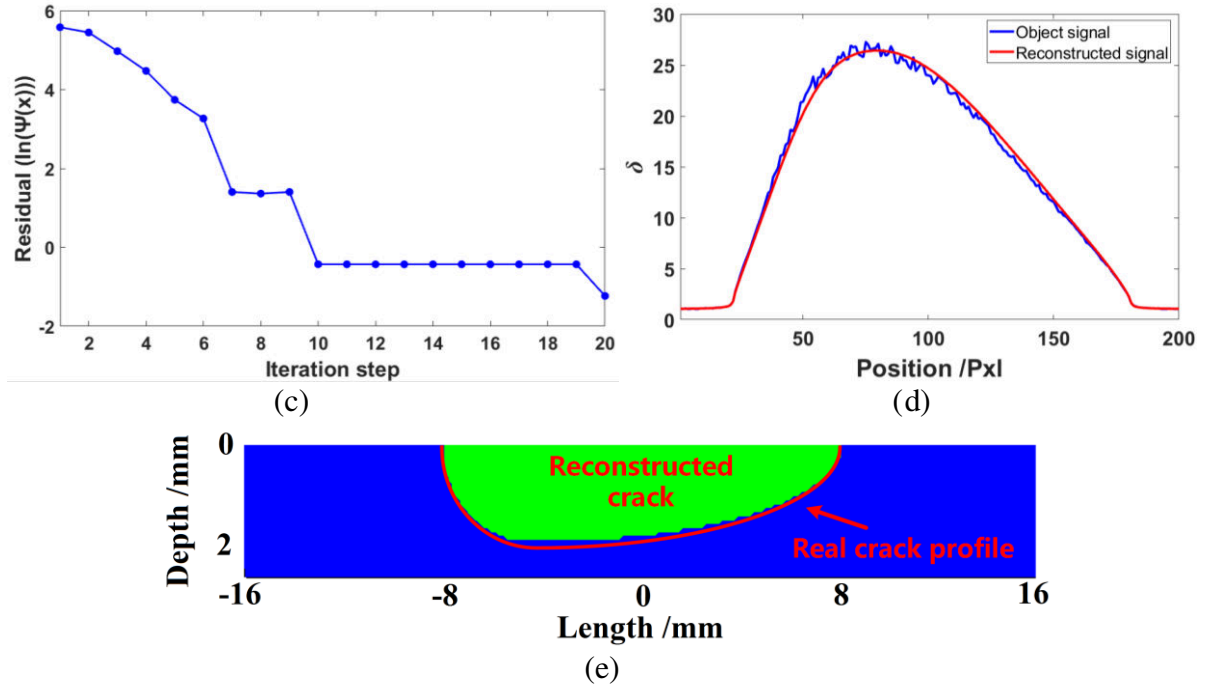 6
4
2
0
-2
Residual (ln(Ψ(x)))
2 4 6 8 10 12 14 16 18 20
Iteration step
(c)
30
25
20
15
10
5
0
δ
Object signal
Reconstructed signal
50 100 150 200
Position /Pxl
(d)
0
2
Depth /mm
Reconstructed
crack
Real crack profile
-16 -8 0 8 16
Length /mm
(e)